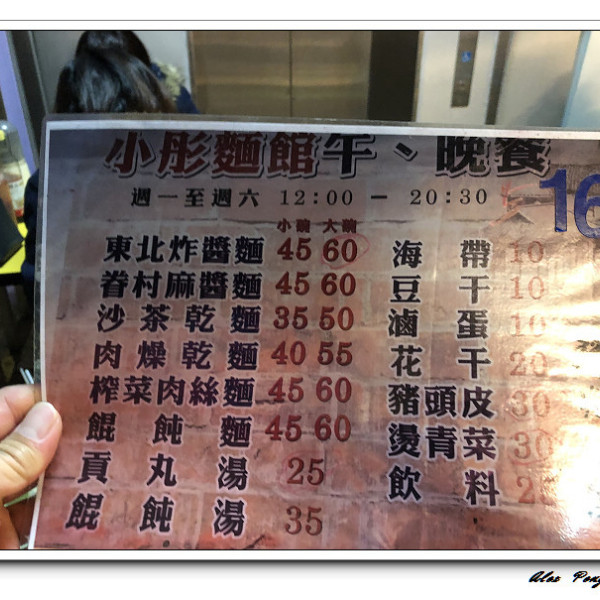 小彤麵館午、晚餐
週一至週六 12:00 － 20:30
16
小碗 大碗
東北炸醬麵 45 60
眷村麻醬麵 45 60
沙茶乾麵 35 50
肉燥乾麵 40 55
榨菜肉絲麵 45 60
餛飩麵 45 60
貢丸湯 25
餛飩湯 35
海帶 10
豆干 10
滷蛋 10
花干 20
豬頭皮 30
燙青菜 30
飲料
Alex